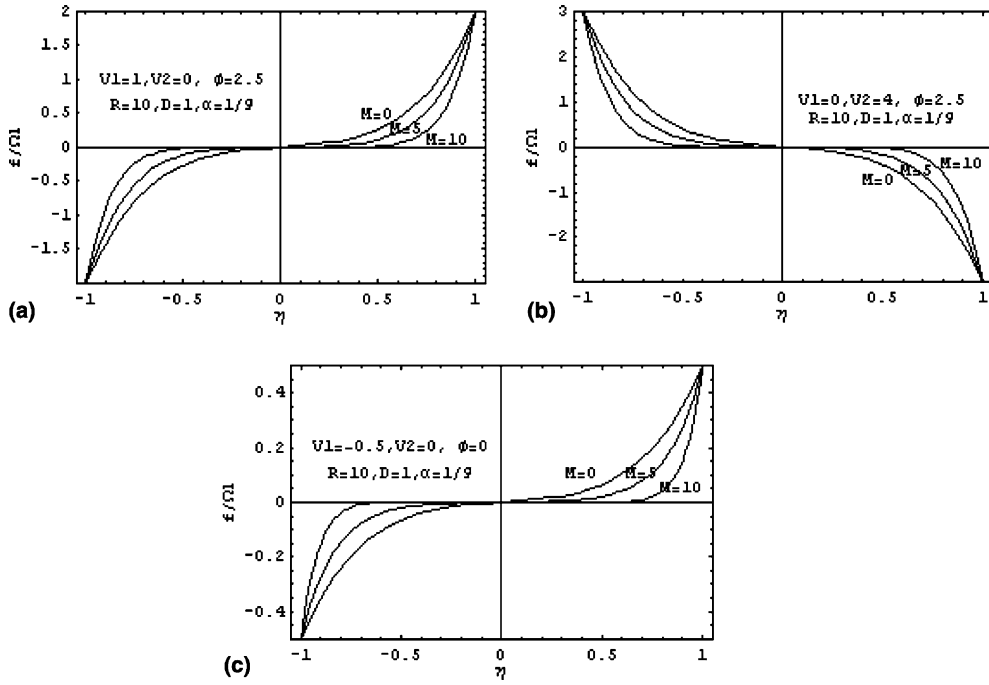 2
1.5
1
0.5
0
-0.5
-1
-1.5
f/Ωl
V1=1,V2=0, ϕ=2.5
R=10,D=1,α=1/9
M=0
M=5
M=10
-1 -0.5 0 0.5 1
η
(a)
3
2
1
0
-1
-2
f/Ωl
V1=0,V2=4, ϕ=2.5
R=10,D=1,α=1/9
M=10
M=5
M=0
-1 -0.5 0 0.5 1
η
(b)
0.4
0.2
0
-0.2
-0.4
f/Ωl
V1=-0.5,V2=0, ϕ=0
R=10,D=1,α=1/9
M=0
M=5
M=10
-1 -0.5 0 0.5 1
η
(c)